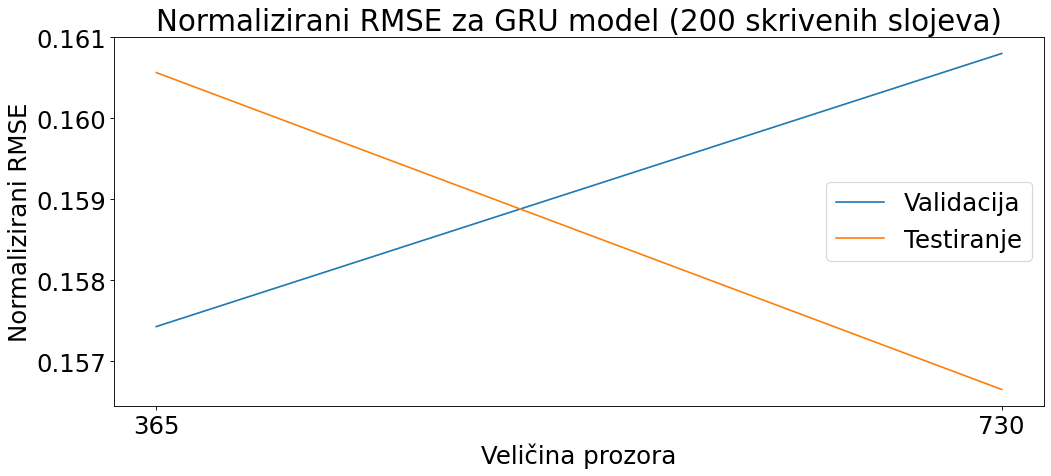 Normalizirani RMSE za GRU model (200 skrivenih slojeva)
Normalizirani RMSE
0.161
0.160
0.159
0.158
0.157
Validacija
Testiranje
365
730
Veličina prozora